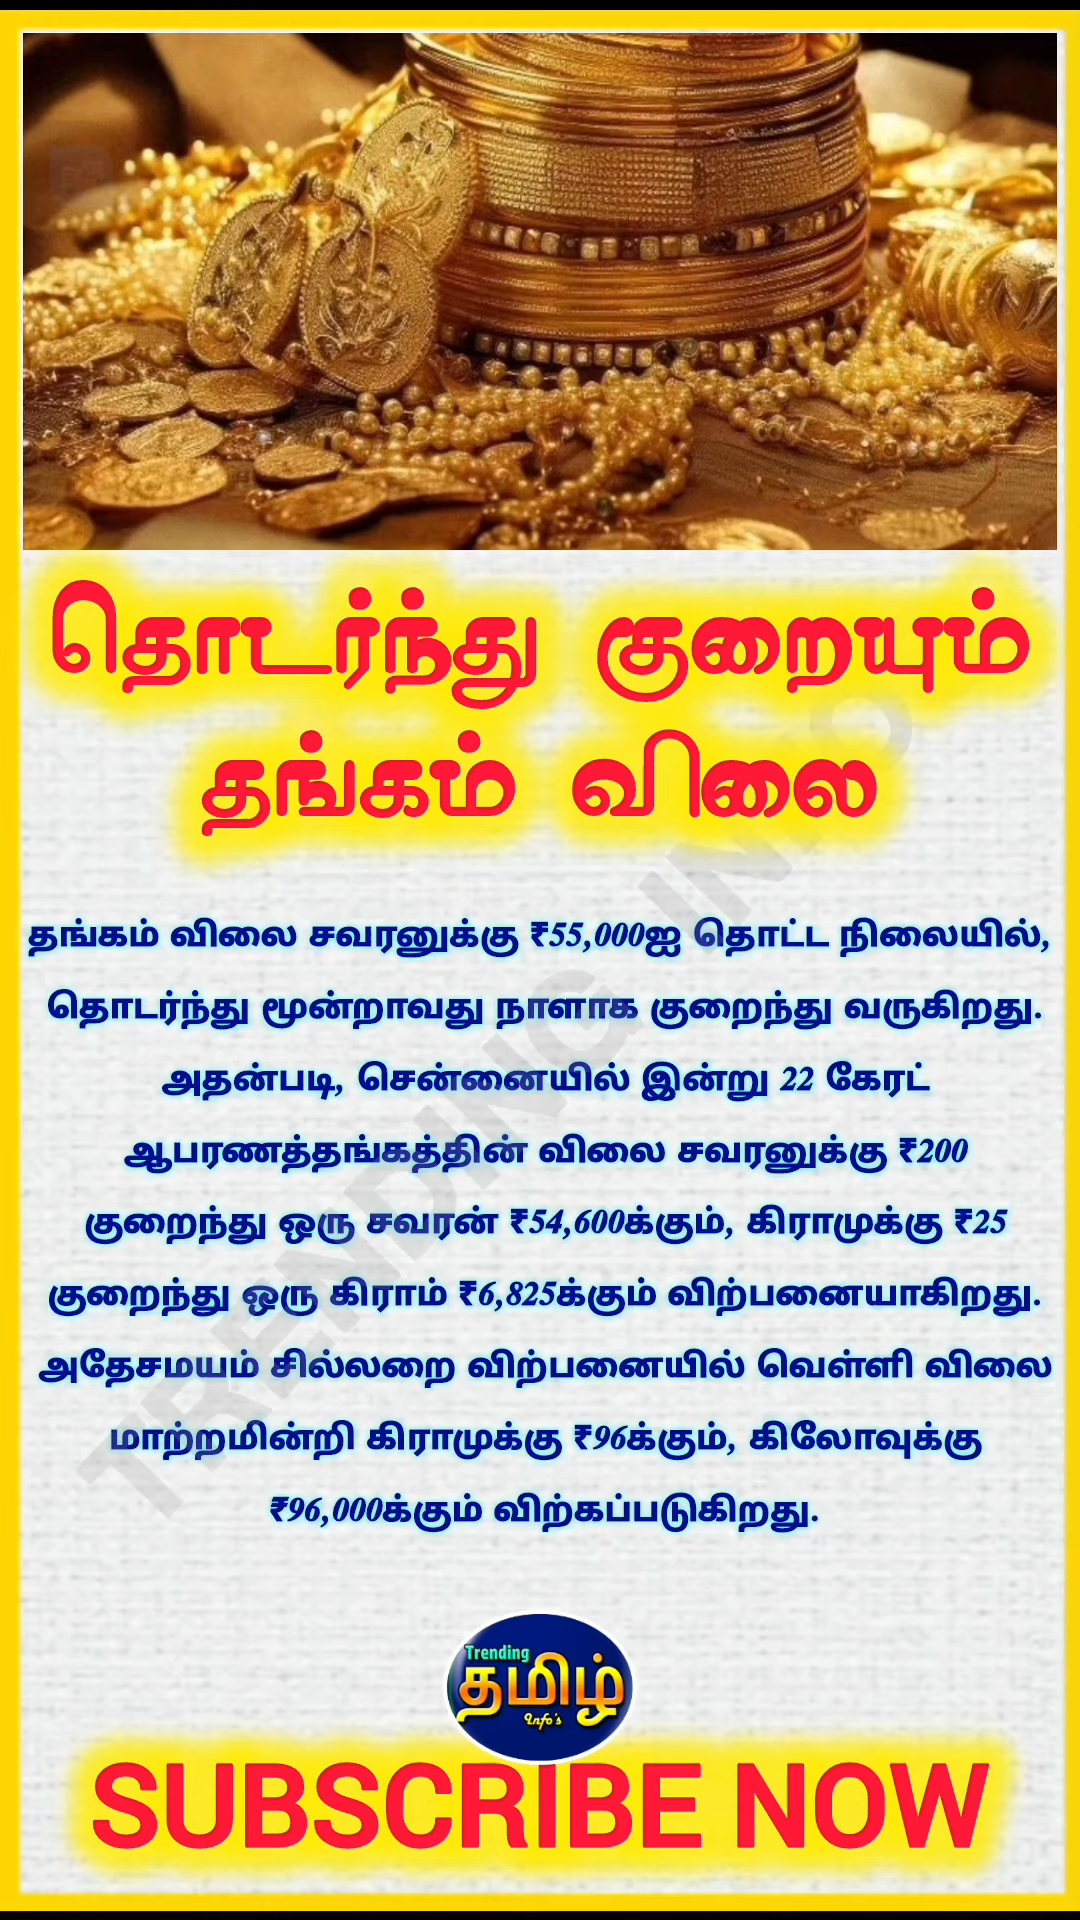 தொடர்ந்து குறையும்
தங்கம் விலை
தங்கம் விலை சவரனுக்கு ₹55,000ஐ தொட்ட நிலையில்,
தொடர்ந்து மூன்றாவது நாளாக குறைந்து வருகிறது.
அதன்படி, சென்னையில் இன்று 22 கேரட்
ஆபரணத்தங்கத்தின் விலை சவரனுக்கு ₹200
குறைந்து ஒரு சவரன் ₹54,600க்கும், கிராமுக்கு ₹25
குறைந்து ஒரு கிராம் ₹6,825க்கும் விற்பனையாகிறது.
அதேசமயம் சில்லறை விற்பனையில் வெள்ளி விலை
மாற்றமின்றி கிராமுக்கு ₹96க்கும், கிலோவுக்கு
₹96,000க்கும் விற்கப்படுகிறது.
TRENDING INFO
Trending
தமிழ்
Info's
SUBSCRIBE NOW